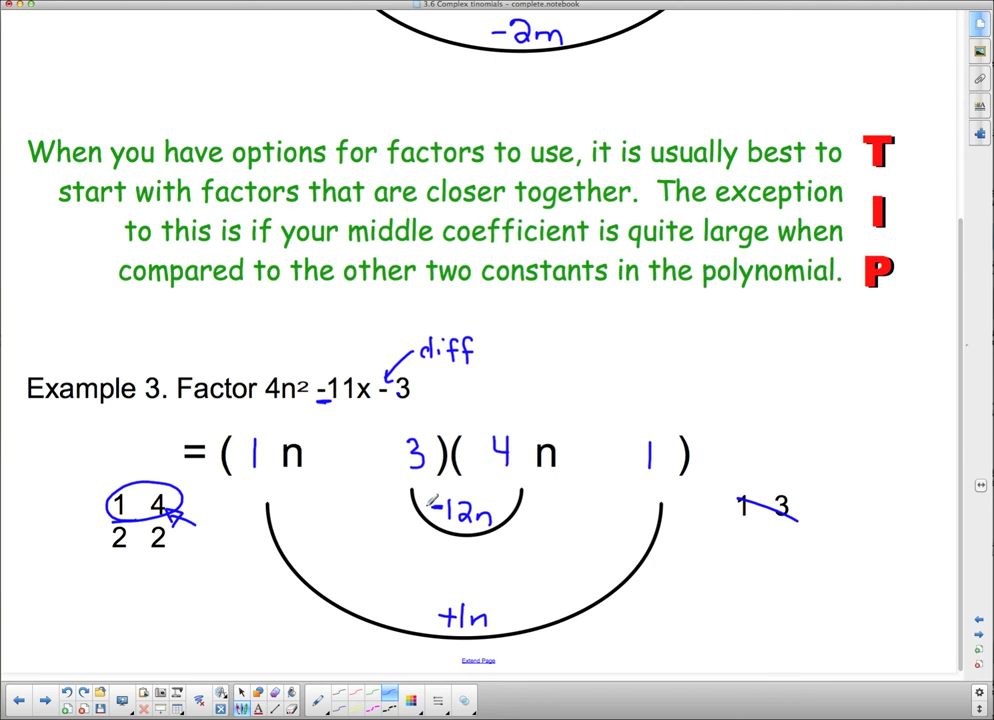 3.6 Complex tinomials - complete.notebook
-2m
When you have options for factors to use, it is usually best to
start with factors that are closer together. The exception
to this is if your middle coefficient is quite large when
compared to the other two constants in the polynomial.
T
I
P
diff
Example 3. Factor 4n² -11x - 3
= ( 1 n 3 )( 4 n 1 )
1 4
2 2
-12n
1 3
+1n
Extend Page